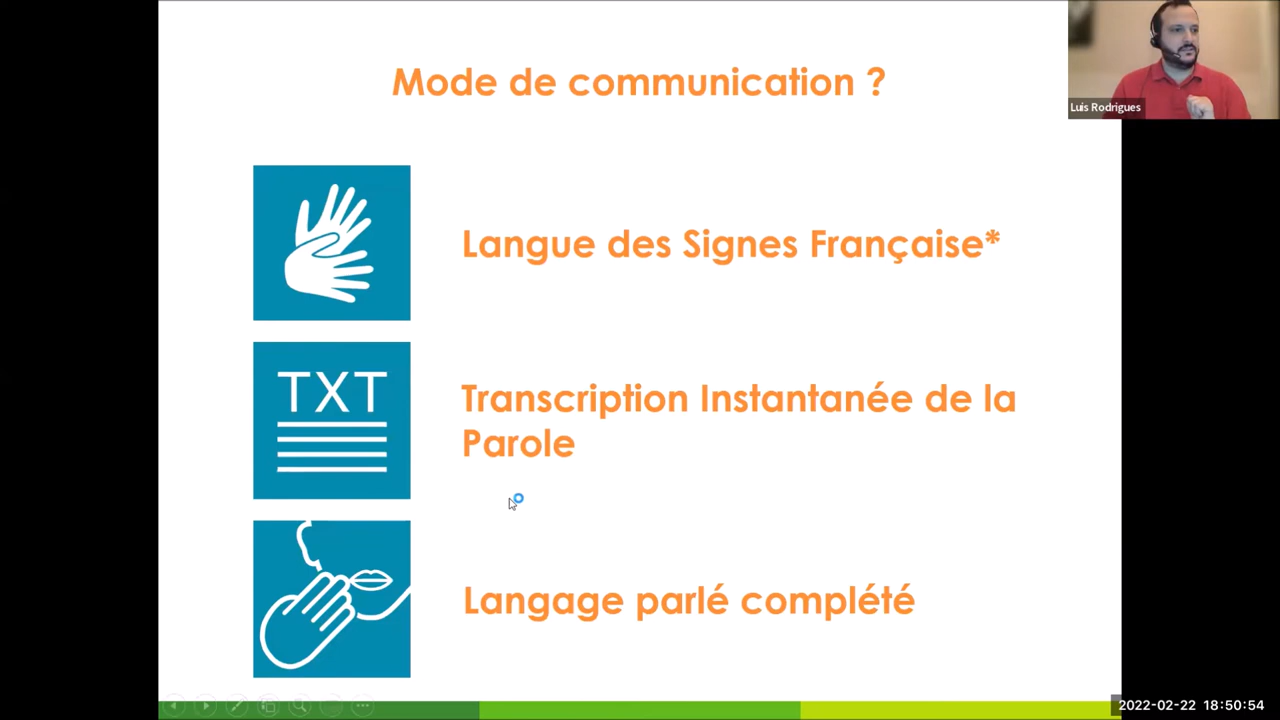 Mode de communication ?
Luis Rodrigues
Langue des Signes Française*
TXT
Transcription Instantanée de la
Parole
Langage parlé complété
2022-02-22 18:50:54